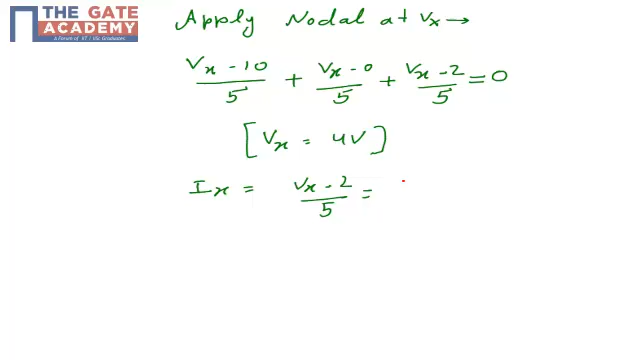 THE GATE
ACADEMY
A Forum of IIT / IISc Graduates
Apply Nodal at Vx →
(Vx - 10)/5 + (Vx - 0)/5 + (Vx - 2)/5 = 0
[Vx = 4V]
Ix = (Vx - 2)/5 =